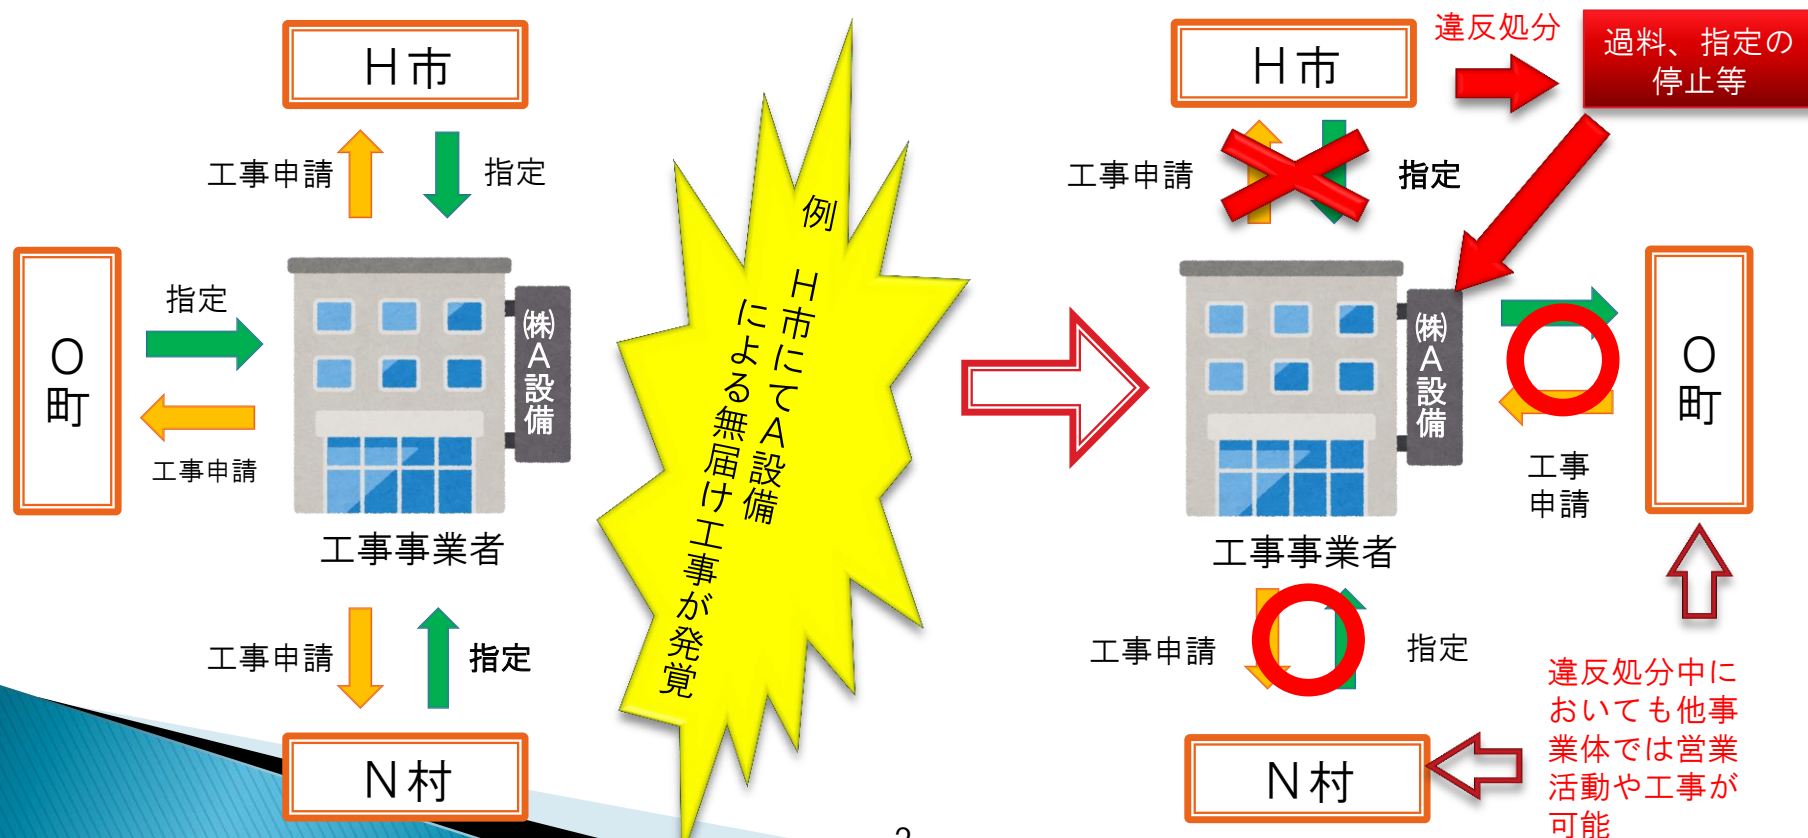 H市
工事申請
指定
O町
指定
工事申請
㈱A設備
工事事業者
工事申請
指定
N村
例　H市にてA設備
による無届け工事が発覚
H市
違反処分
過料、指定の
停止等
工事申請
指定
㈱A設備
工事事業者
O町
工事
申請
工事申請
指定
N村
違反処分中に
おいても他事
業体では営業
活動や工事が
可能